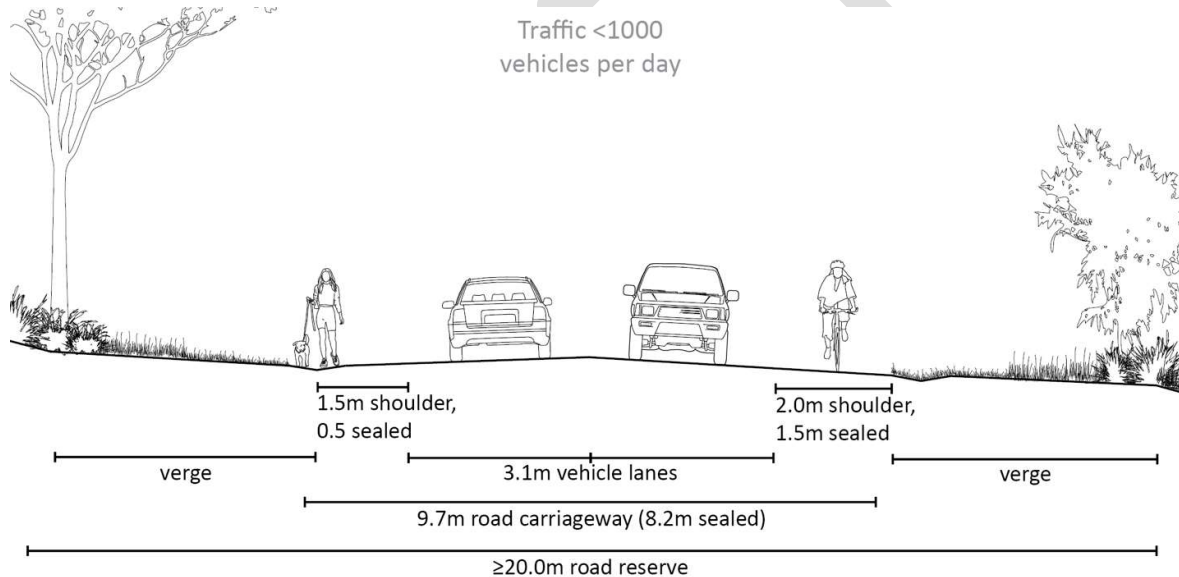 Traffic <1000
vehicles per day
1.5m shoulder,
0.5 sealed
2.0m shoulder,
1.5m sealed
verge
3.1m vehicle lanes
verge
9.7m road carriageway (8.2m sealed)
≥20.0m road reserve